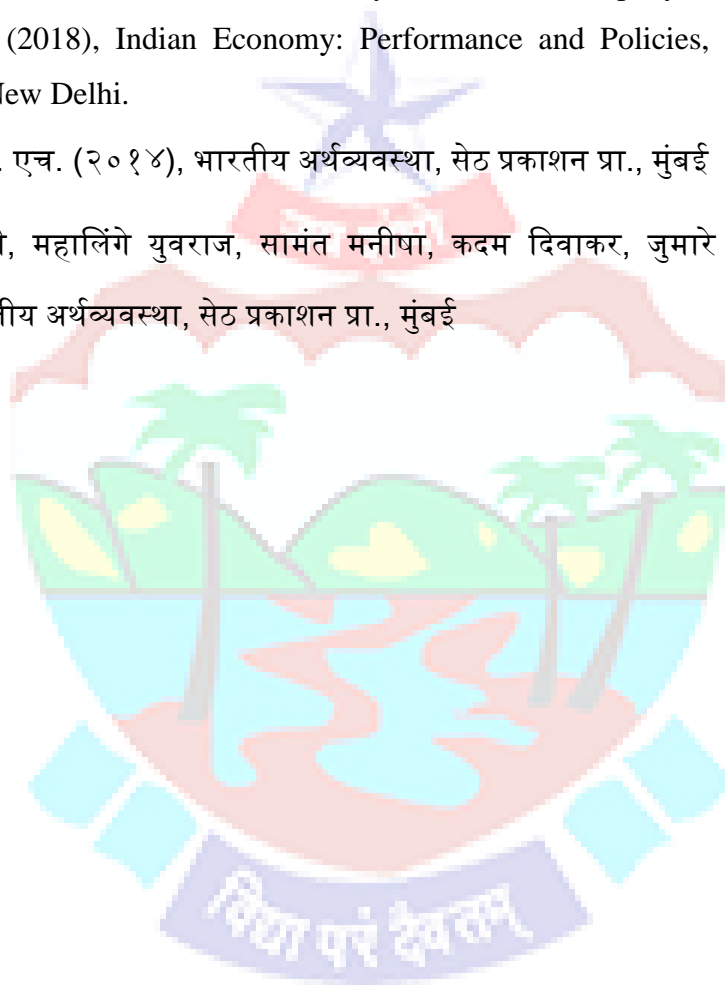 (2018), Indian Economy: Performance and Policies,
New Delhi.
. एच. (२०१४), भारतीय अर्थव्यवस्था, सेठ प्रकाशन प्रा., मुंबई
महालिंगे युवराज, सामंत मनीषा, कदम दिवाकर, जुमारे
अर्थव्यवस्था, सेठ प्रकाशन प्रा., मुंबई
विद्या परं दैवतम्